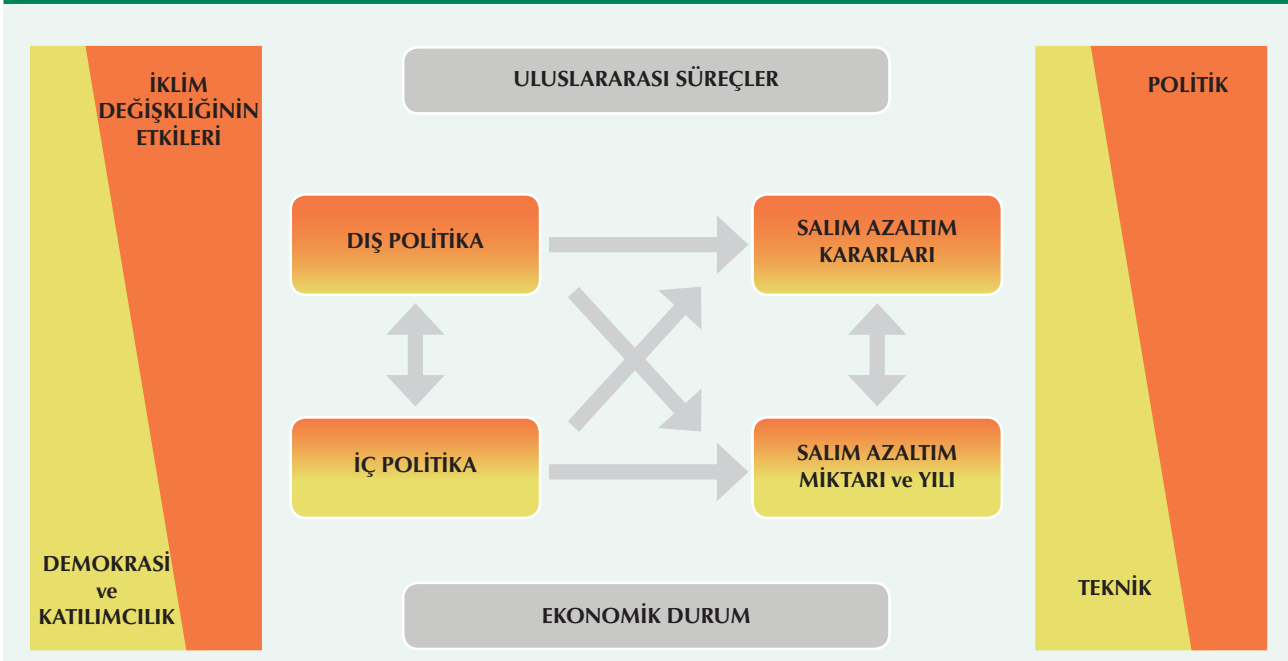 İKLİM
DEĞİŞKLİĞİNİN
ETKİLERİ
DEMOKRASİ
ve
KATILIMCILIK
ULUSLARARASI SÜREÇLER
DIŞ POLİTİKA
SALIM AZALTIM
KARARLARI
İÇ POLİTİKA
SALIM AZALTIM
MİKTARI ve YILI
EKONOMİK DURUM
POLİTİK
TEKNİK